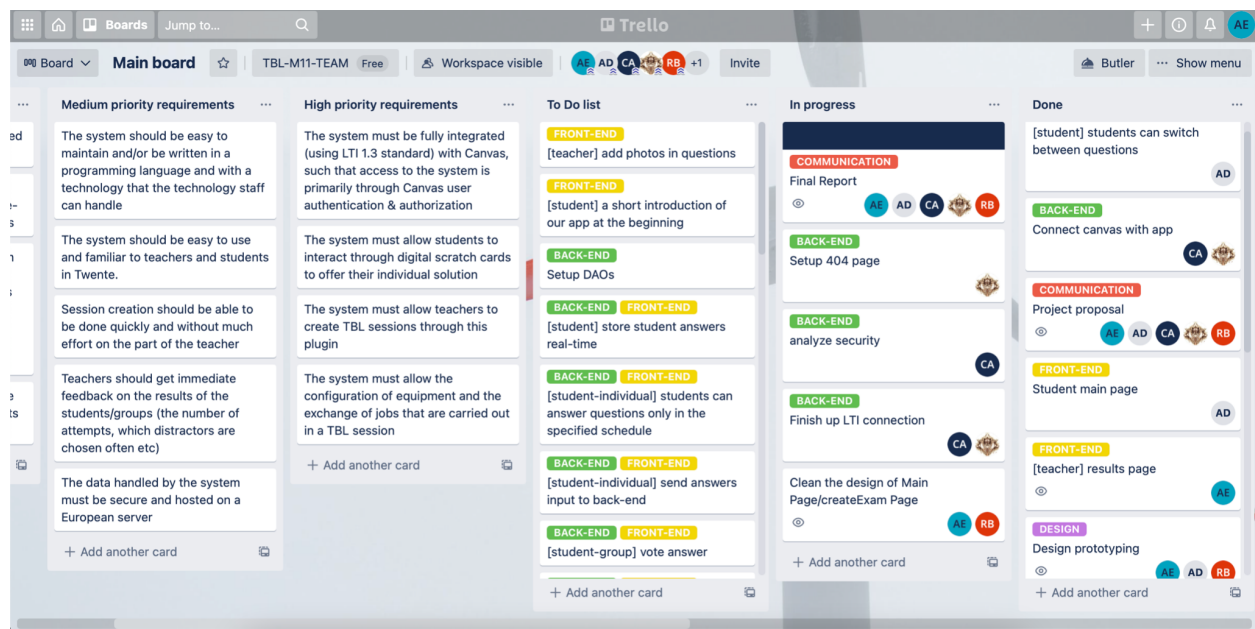 Boards
Jump to...
Trello
AE
Board
Main board
TBL-M11-TEAM Free
Workspace visible
AE AD CA RB +1
Invite
Butler
··· Show menu
ed
e-
s
n
s
e
ts
Medium priority requirements ···
The system should be easy to
maintain and/or be written in a
programming language and with a
technology that the technology staff
can handle
The system should be easy to use
and familiar to teachers and students
in Twente.
Session creation should be able to
be done quickly and without much
effort on the part of the teacher
Teachers should get immediate
feedback on the results of the
students/groups (the number of
attempts, which distractors are
chosen often etc)
The data handled by the system
must be secure and hosted on a
European server
+ Add another card
High priority requirements ···
The system must be fully integrated
(using LTI 1.3 standard) with Canvas,
such that access to the system is
primarily through Canvas user
authentication & authorization
The system must allow students to
interact through digital scratch cards
to offer their individual solution
The system must allow teachers to
create TBL sessions through this
plugin
The system must allow the
configuration of equipment and the
exchange of jobs that are carried out
in a TBL session
+ Add another card
To Do list ···
FRONT-END
[teacher] add photos in questions
FRONT-END
[student] a short introduction of
our app at the beginning
BACK-END
Setup DAOs
BACK-END FRONT-END
[student] store student answers
real-time
BACK-END FRONT-END
[student-individual] students can
answer questions only in the
specified schedule
BACK-END FRONT-END
[student-individual] send answers
input to back-end
BACK-END FRONT-END
[student-group] vote answer
+ Add another card
In progress ···
COMMUNICATION
Final Report
AE AD CA RB
BACK-END
Setup 404 page
BACK-END
analyze security
CA
BACK-END
Finish up LTI connection
CA
Clean the design of Main
Page/createExam Page
AE RB
+ Add another card
Done ···
[student] students can switch
between questions
AD
BACK-END
Connect canvas with app
CA
COMMUNICATION
Project proposal
AE AD CA RB
FRONT-END
Student main page
AD
FRONT-END
[teacher] results page
AE
DESIGN
Design prototyping
AE AD RB
+ Add another card